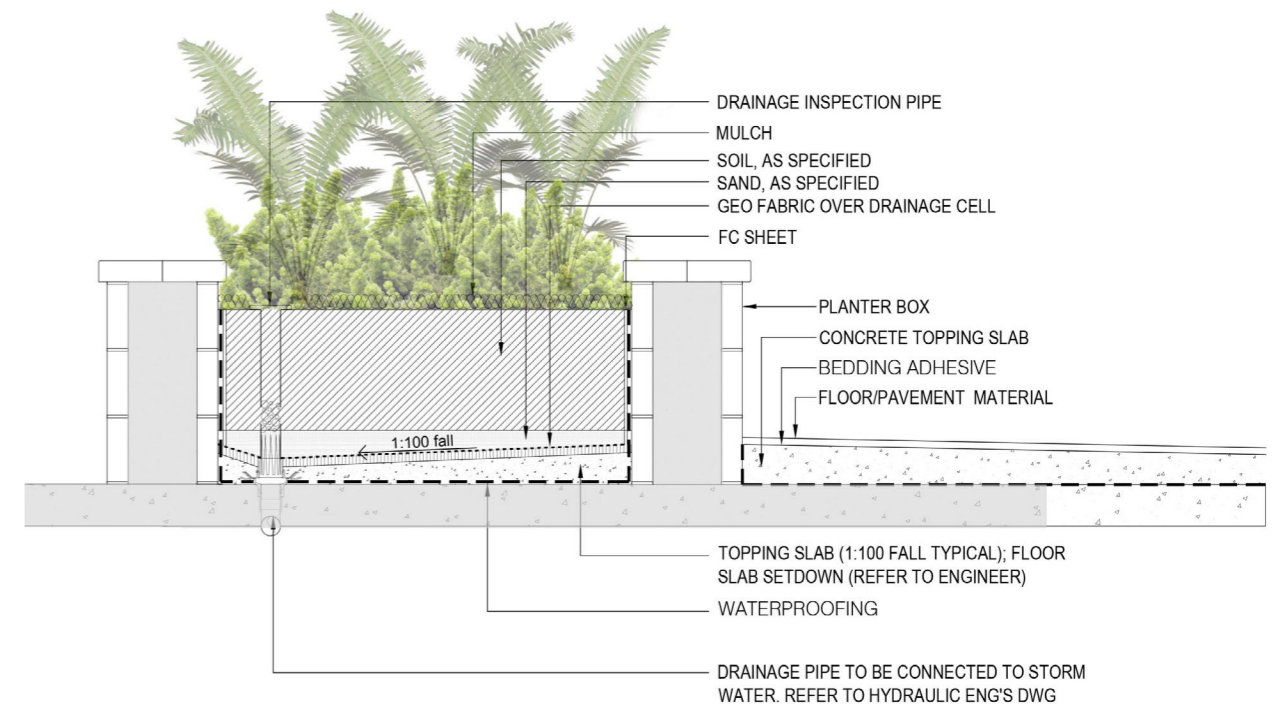 DRAINAGE INSPECTION PIPE
MULCH
SOIL, AS SPECIFIED
SAND, AS SPECIFIED
GEO FABRIC OVER DRAINAGE CELL
FC SHEET
PLANTER BOX
CONCRETE TOPPING SLAB
BEDDING ADHESIVE
FLOOR/PAVEMENT MATERIAL
1:100 fall
TOPPING SLAB (1:100 FALL TYPICAL); FLOOR
SLAB SETDOWN (REFER TO ENGINEER)
WATERPROOFING
DRAINAGE PIPE TO BE CONNECTED TO STORM
WATER. REFER TO HYDRAULIC ENG'S DWG